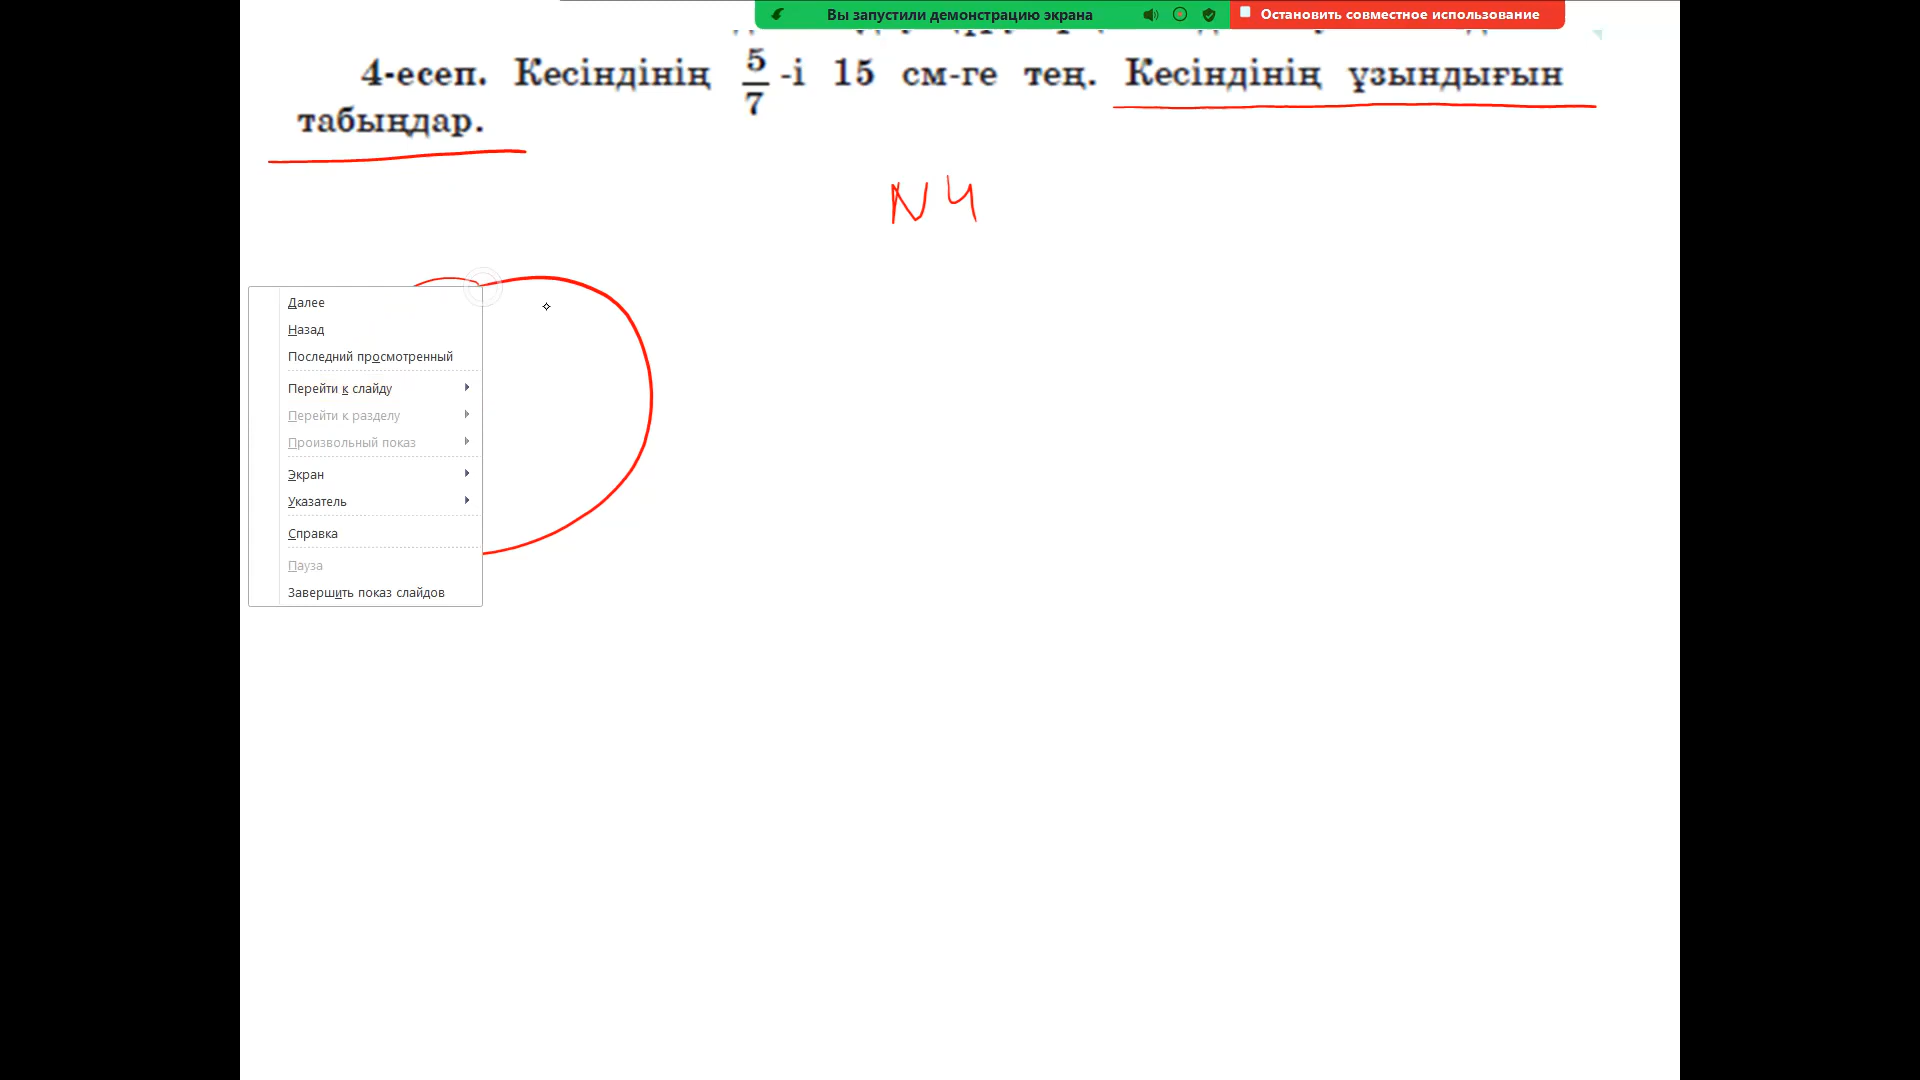 Вы запустили демонстрацию экрана
Остановить совместное использование
4-есеп. Кесіндінің 5/7 -і 15 см-ге тең. Кесіндінің ұзындығын
табыңдар.
N 4
Далее
Назад
Последний просмотренный
Перейти к слайду
Перейти к разделу
Произвольный показ
Экран
Указатель
Справка
Пауза
Завершить показ слайдов